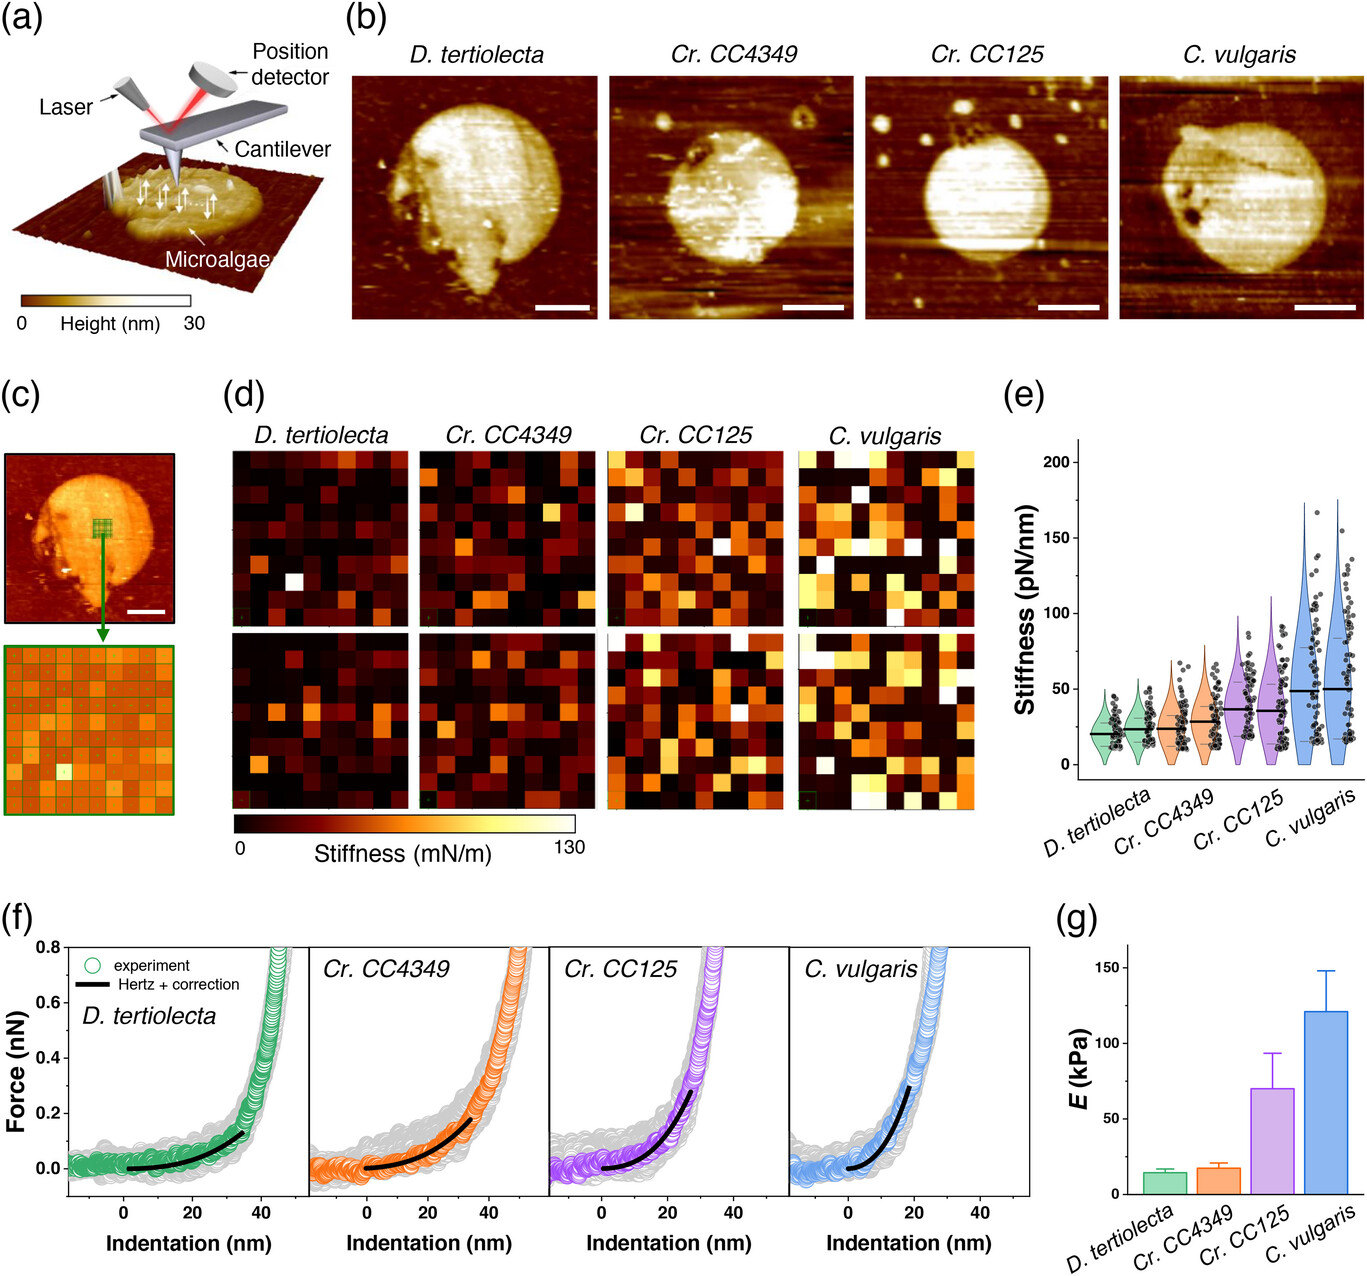 (a)
Position
detector
Laser
Cantilever
Microalgae
0 Height (nm) 30
(b)
D. tertiolecta Cr. CC4349 Cr. CC125 C. vulgaris
(c)
(d)
D. tertiolecta Cr. CC4349 Cr. CC125 C. vulgaris
0 Stiffness (mN/m) 130
(e)
Stiffness (pN/nm)
200
150
100
50
0
D. tertiolecta Cr. CC4349 Cr. CC125 C. vulgaris
(f)
Force (nN)
0.8
0.6
0.4
0.2
0.0
experiment
Hertz + correction
D. tertiolecta
Cr. CC4349
Cr. CC125
C. vulgaris
0 20 40 0 20 40 0 20 40 0 20 40
Indentation (nm) Indentation (nm) Indentation (nm) Indentation (nm)
(g)
E (kPa)
150
100
50
0
D. tertiolecta Cr. CC4349 Cr. CC125 C. vulgaris